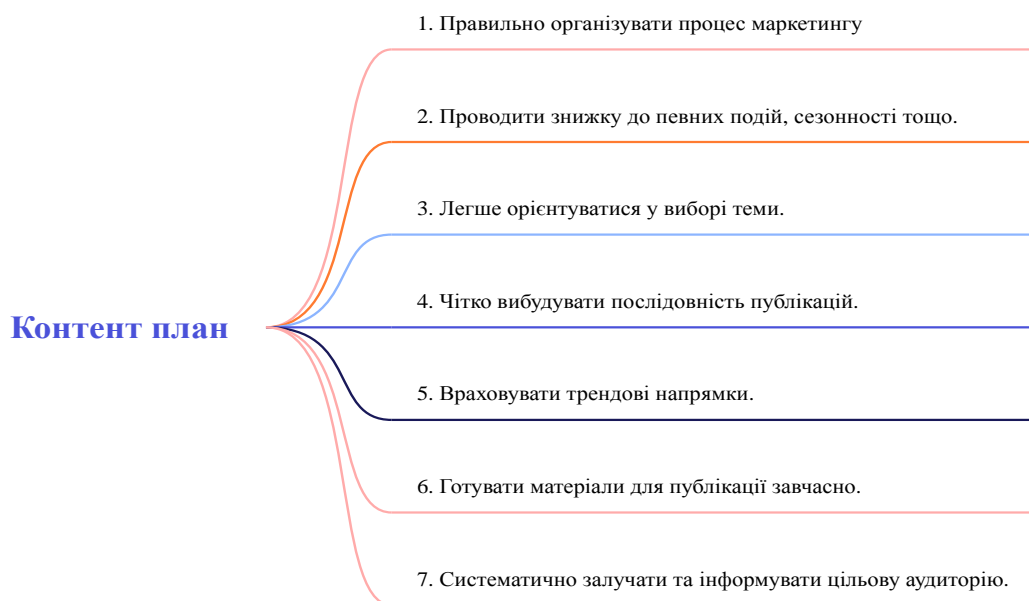 1. Правильно організувати процес маркетингу
2. Проводити знижку до певних подій, сезонності тощо.
3. Легше орієнтуватися у виборі теми.
4. Чітко вибудувати послідовність публікацій.
Контент план
5. Враховувати трендові напрямки.
6. Готувати матеріали для публікації завчасно.
7. Систематично залучати та інформувати цільову аудиторію.